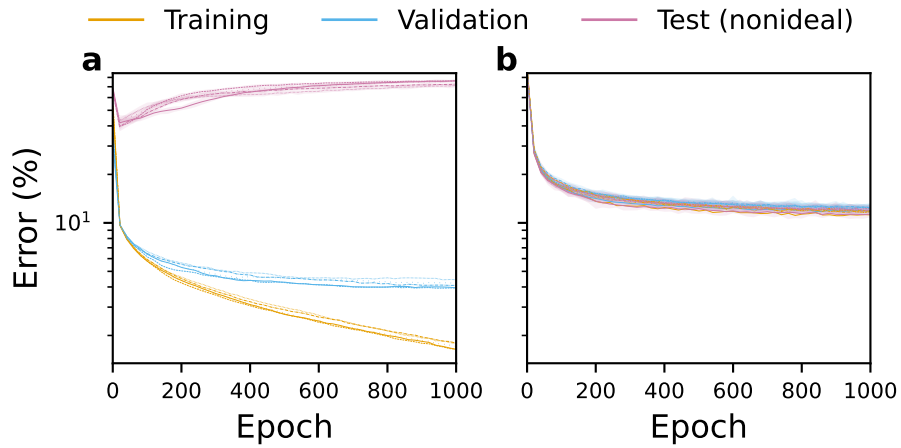 Training Validation Test (nonideal)
a b
Error (%)
10¹
0 200 400 600 800 1000 0 200 400 600 800 1000
Epoch Epoch